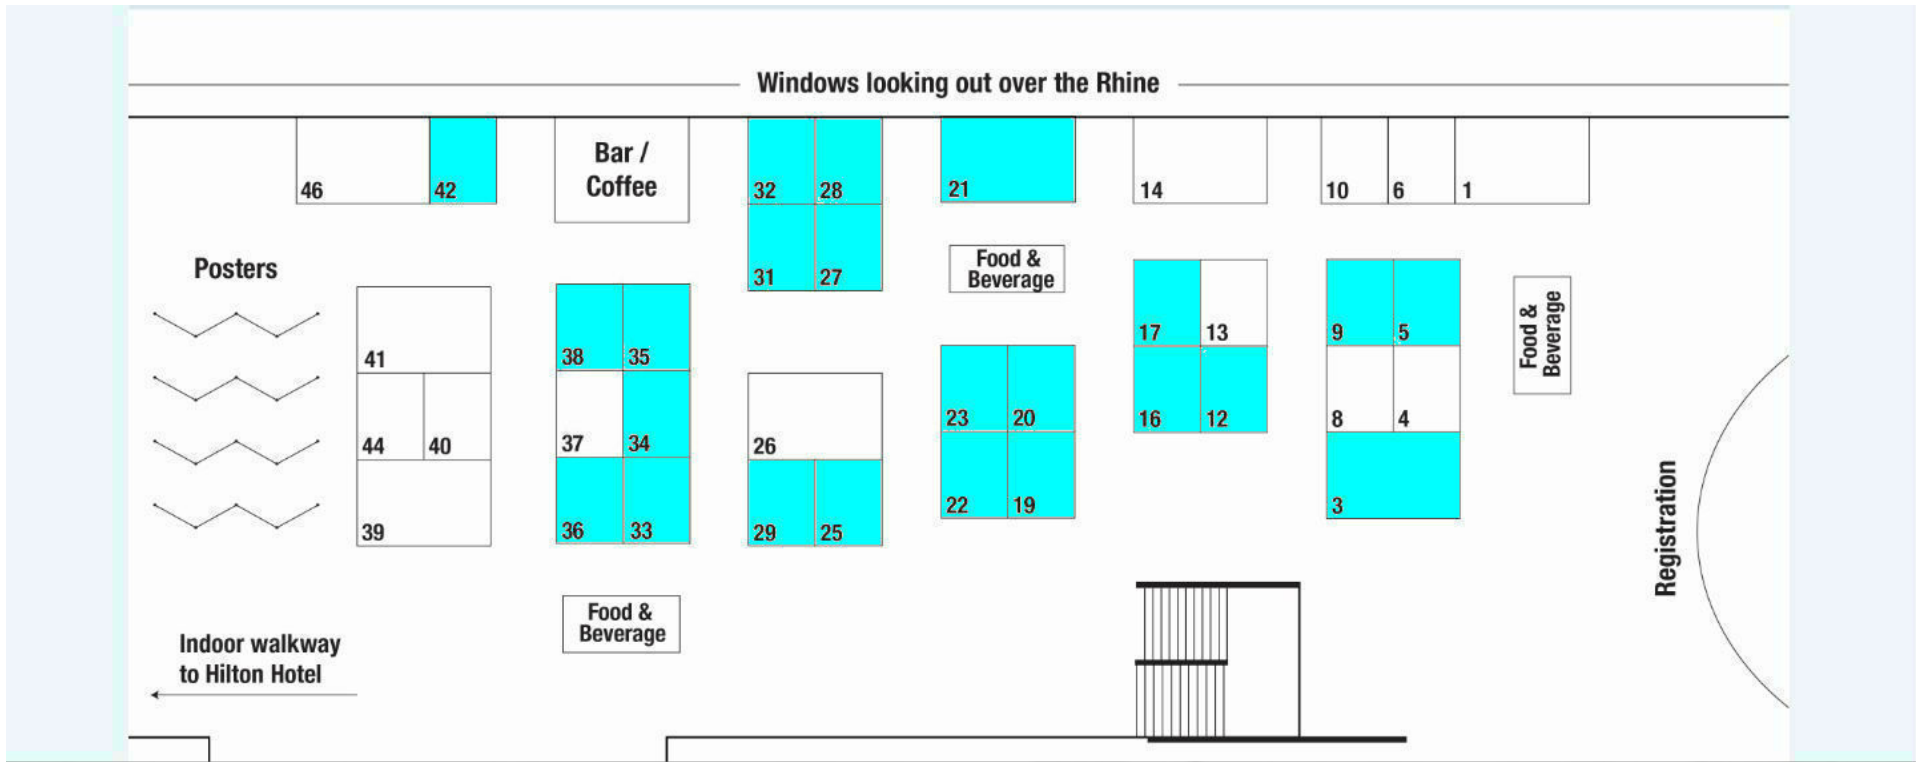 Windows looking out over the Rhine
46
42
Bar /
Coffee
32
28
21
14
10
6
1
31
27
Posters
Food &
Beverage
Food &
Beverage
17
13
9
5
41
38
35
23
20
16
12
8
4
44
40
37
34
26
22
19
3
39
36
33
29
25
Registration
Food &
Beverage
Indoor walkway
to Hilton Hotel